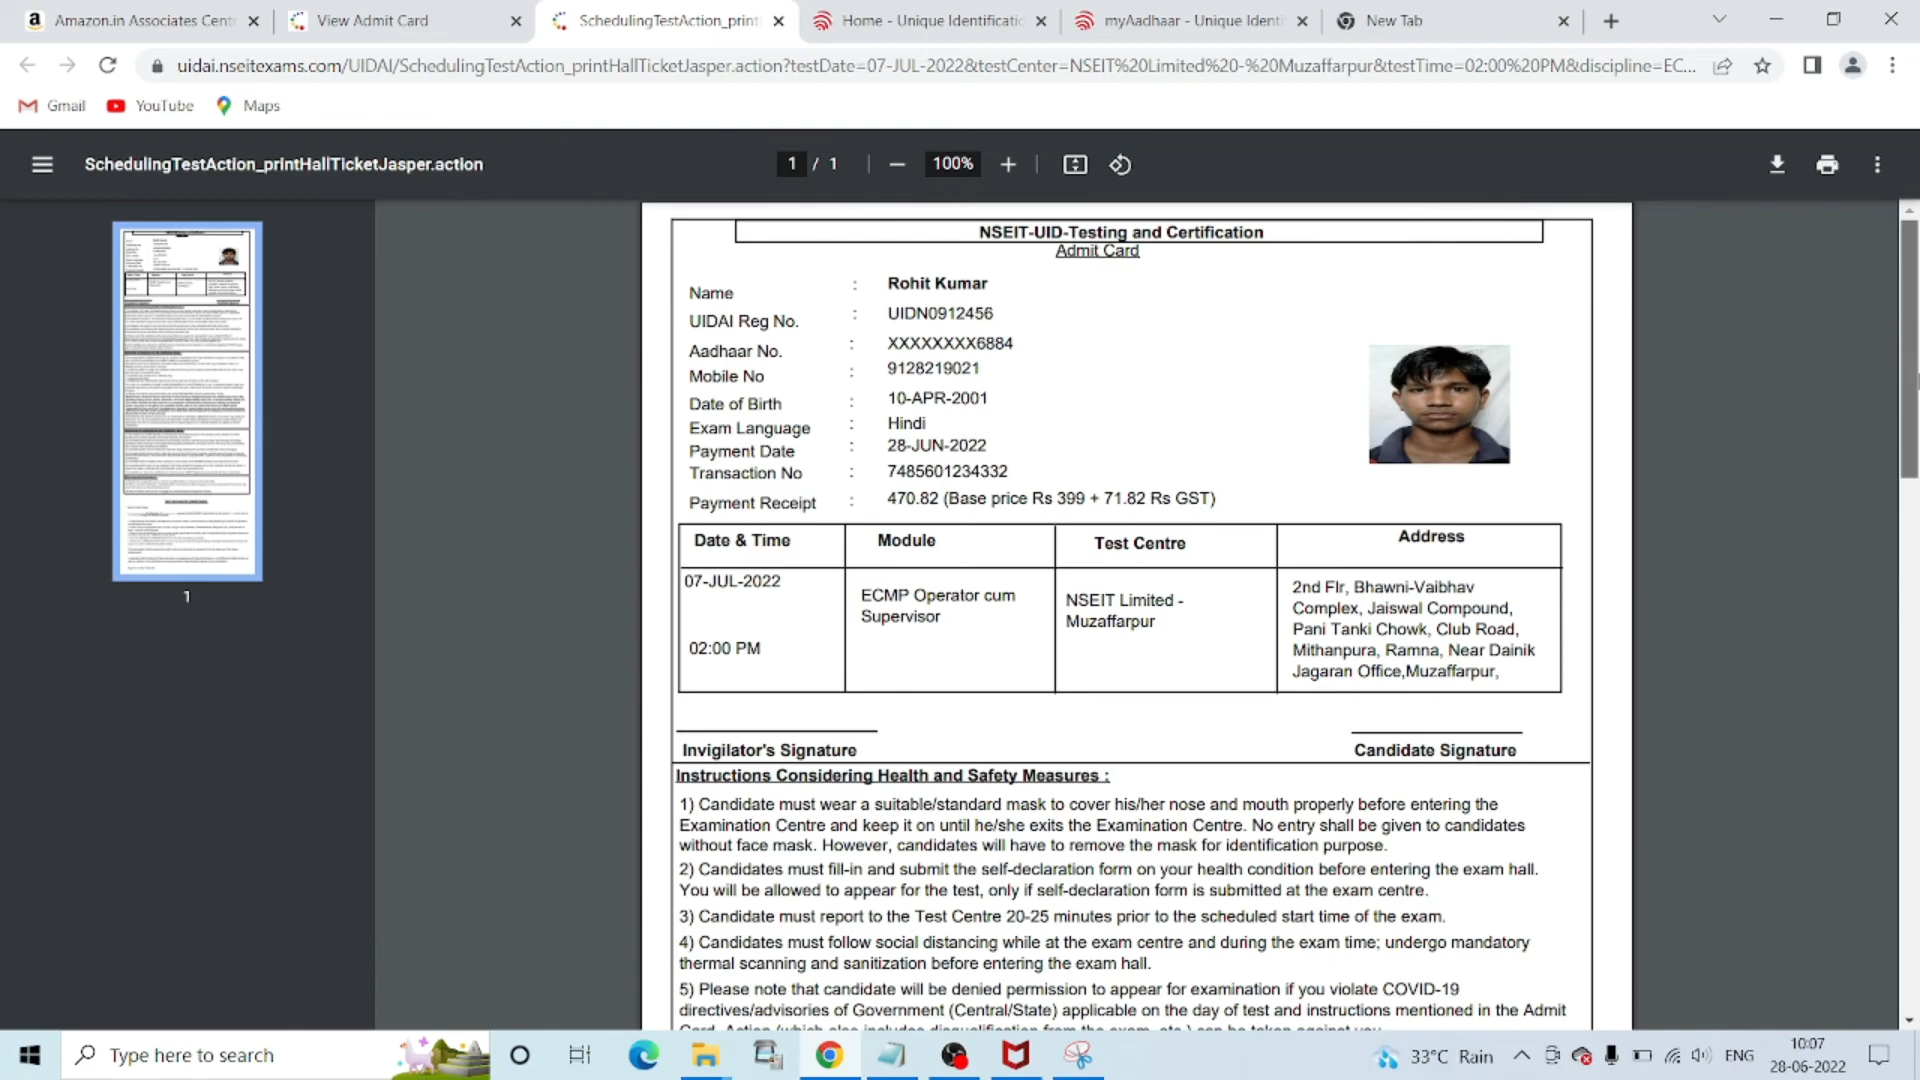 Amazon.in Associates Centr
View Admit Card
SchedulingTestAction_print
Home - Unique Identificatio
myAadhaar - Unique Identi
New Tab
uidai.nseitexams.com/UIDAI/SchedulingTestAction_printHallTicketJasper.action?testDate=07-JUL-2022&testCenter=NSEIT%20Limited%20-%20Muzaffarpur&testTime=02:00%20PM&discipline=EC...
Gmail YouTube Maps
SchedulingTestAction_printHallTicketJasper.action
1 / 1
100%
1
NSEIT-UID-Testing and Certification
Admit Card
Name : Rohit Kumar
UIDAI Reg No. : UIDN0912456
Aadhaar No. : XXXXXXXX6884
Mobile No : 9128219021
Date of Birth : 10-APR-2001
Exam Language : Hindi
Payment Date : 28-JUN-2022
Transaction No : 7485601234332
Payment Receipt : 470.82 (Base price Rs 399 + 71.82 Rs GST)
Date & Time Module Test Centre Address
07-JUL-2022
02:00 PM
ECMP Operator cum
Supervisor
NSEIT Limited -
Muzaffarpur
2nd Flr, Bhawni-Vaibhav
Complex, Jaiswal Compound,
Pani Tanki Chowk, Club Road,
Mithanpura, Ramna, Near Dainik
Jagaran Office,Muzaffarpur,
Invigilator's Signature
Candidate Signature
Instructions Considering Health and Safety Measures :
1) Candidate must wear a suitable/standard mask to cover his/her nose and mouth properly before entering the
Examination Centre and keep it on until he/she exits the Examination Centre. No entry shall be given to candidates
without face mask. However, candidates will have to remove the mask for identification purpose.
2) Candidates must fill-in and submit the self-declaration form on your health condition before entering the exam hall.
You will be allowed to appear for the test, only if self-declaration form is submitted at the exam centre.
3) Candidate must report to the Test Centre 20-25 minutes prior to the scheduled start time of the exam.
4) Candidates must follow social distancing while at the exam centre and during the exam time; undergo mandatory
thermal scanning and sanitization before entering the exam hall.
5) Please note that candidate will be denied permission to appear for examination if you violate COVID-19
directives/advisories of Government (Central/State) applicable on the day of test and instructions mentioned in the Admit
Type here to search
33°C Rain
ENG
10:07
28-06-2022